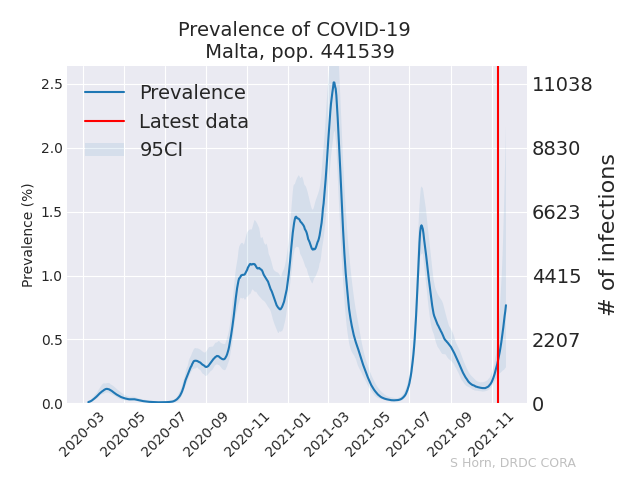 Prevalence of COVID-19
Malta, pop. 441539
Prevalence
Latest data
95CI
Prevalence (%)
2.5
2.0
1.5
1.0
0.5
0.0
11038
8830
6623
4415
2207
0
# of infections
2020-03
2020-05
2020-07
2020-09
2020-11
2021-01
2021-03
2021-05
2021-07
2021-09
2021-11
S Horn, DRDC CORA